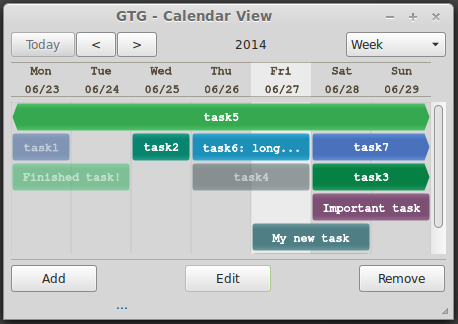 GTG - Calendar View
Today < > 2014 Week
Mon Tue Wed Thu Fri Sat Sun
06/23 06/24 06/25 06/26 06/27 06/28 06/29
task5
task1 task2 task6: long... task7
Finished task! task4 task3
Important task
My new task
Add Edit Remove
...